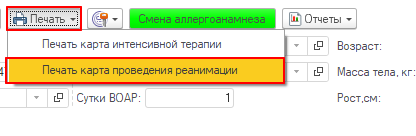 Печать Смена аллергоанамнеза Отчеты
Печать карта интенсивной терапии Возраст:
Печать карта проведения реанимации Масса тела, кг:
Сутки ВОАР: 1 Рост,см: